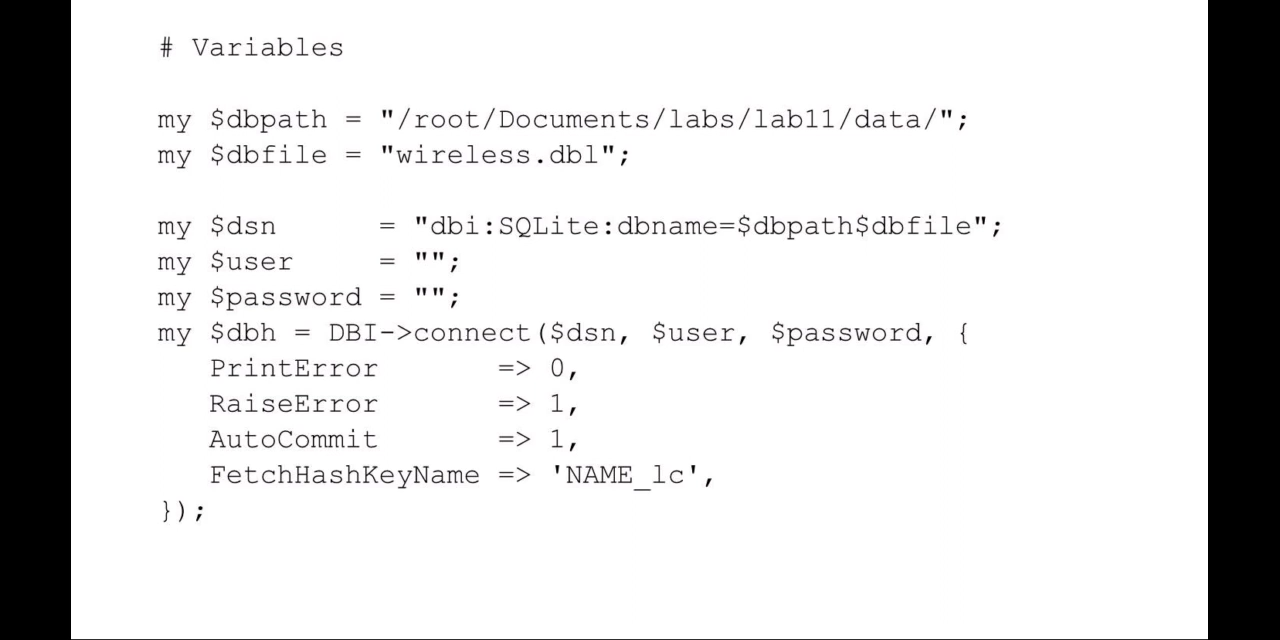 # Variables
my $dbpath = "/root/Documents/labs/lab11/data/";
my $dbfile = "wireless.dbl";
my $dsn      = "dbi:SQLite:dbname=$dbpath$dbfile";
my $user     = "";
my $password = "";
my $dbh = DBI->connect($dsn, $user, $password, {
   PrintError       => 0,
   RaiseError       => 1,
   AutoCommit       => 1,
   FetchHashKeyName => 'NAME_lc',
});